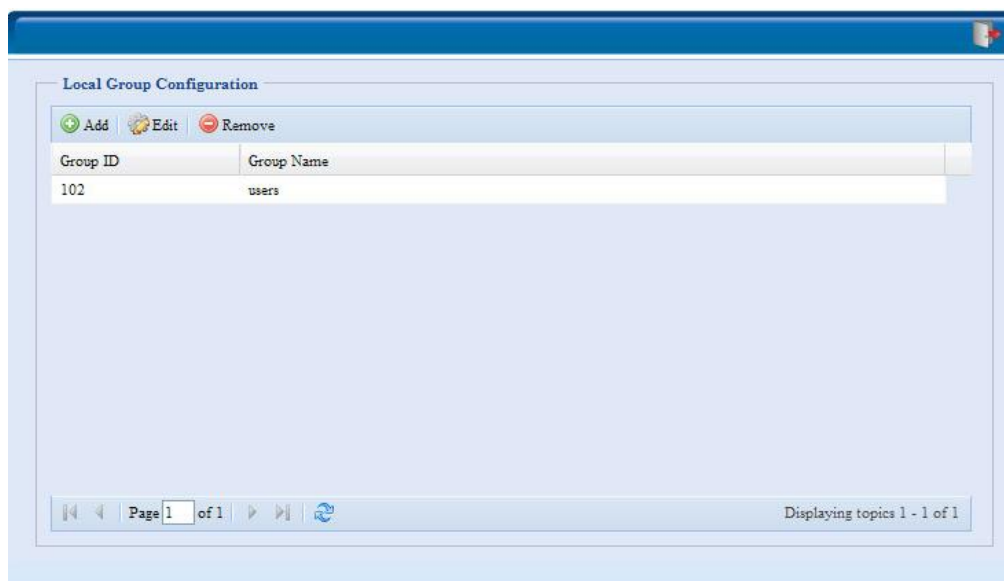 Local Group Configuration
Add Edit Remove
Group ID Group Name
102 users
Page 1 of 1 Displaying topics 1 - 1 of 1